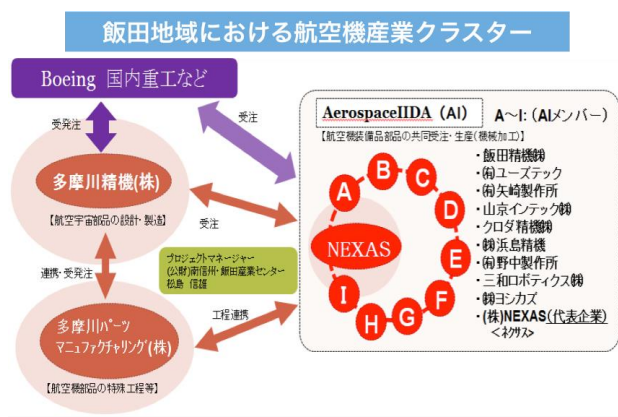 飯田地域における航空機産業クラスター
Boeing 国内重工など
受発注
受注
多摩川精機(株)
【航空宇宙部品の設計・製造】
受注
連携・受発注
プロジェクトマネージャー
(公財)南信州・飯田産業センター
松島 信雄
多摩川パーツ
マニュファクチャリング(株)
工程連携
【航空機部品の特殊工程等】
AerospaceIIDA(AI)
A~I:(AIメンバー)
【航空機装備品部品の共同受注・生産(機械加工)】
A
B
C
D
E
F
G
H
I
NEXAS
・飯田精機㈱
・㈲ユーズテック
・㈲矢崎製作所
・山京インテック㈱
・クロダ精機㈱
・㈱浜島精機
・㈲野中製作所
・三和ロボティクス㈱
・㈱ヨシカズ
・(株)NEXAS(代表企業)
<ネクサス>